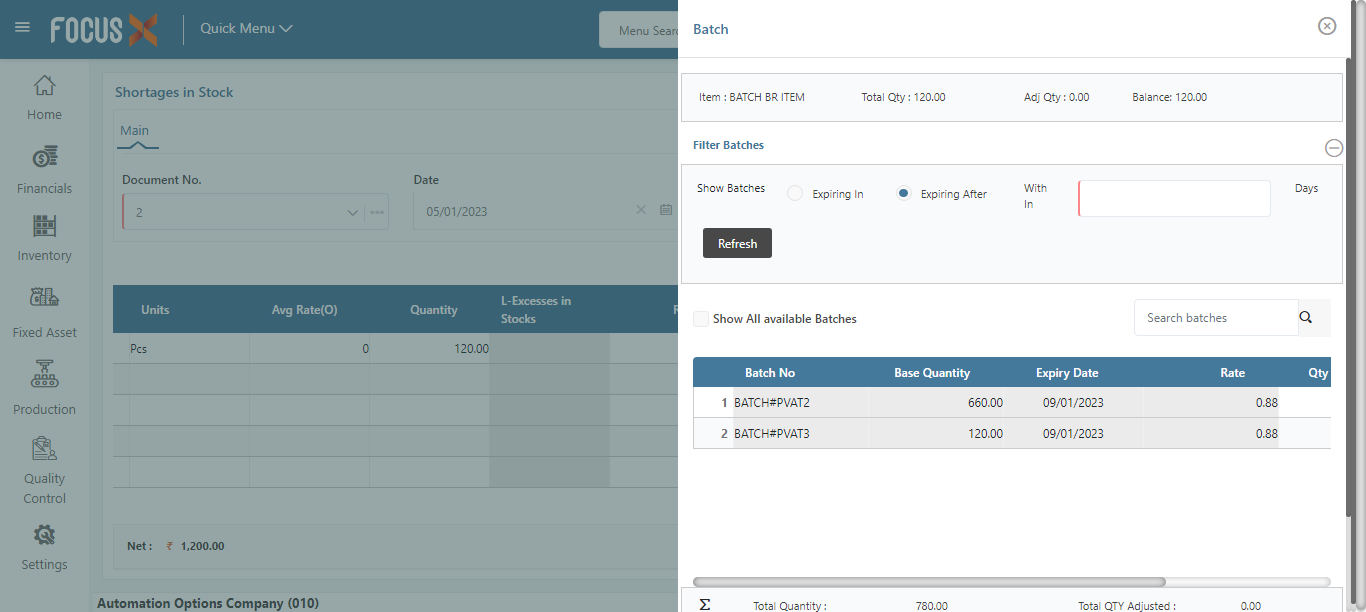 FOCUS X
Quick Menu
Menu Sear
Batch
Home
Financials
Inventory
Fixed Asset
Production
Quality
Control
Settings
Shortages in Stock
Main
Document No.
Date
2
05/01/2023
Units
Avg Rate(O)
Quantity
L-Excesses in
Stocks
Pcs
0
120.00
Net : ₹ 1,200.00
Automation Options Company (010)
Item : BATCH BR ITEM
Total Qty : 120.00
Adj Qty : 0.00
Balance: 120.00
Filter Batches
Show Batches
Expiring In
Expiring After
With
In
Days
Refresh
Show All available Batches
Search batches
Batch No Base Quantity Expiry Date Rate Qty
1 BATCH#PVAT2 660.00 09/01/2023 0.88
2 BATCH#PVAT3 120.00 09/01/2023 0.88
Σ Total Quantity : 780.00 Total QTY Adjusted : 0.00